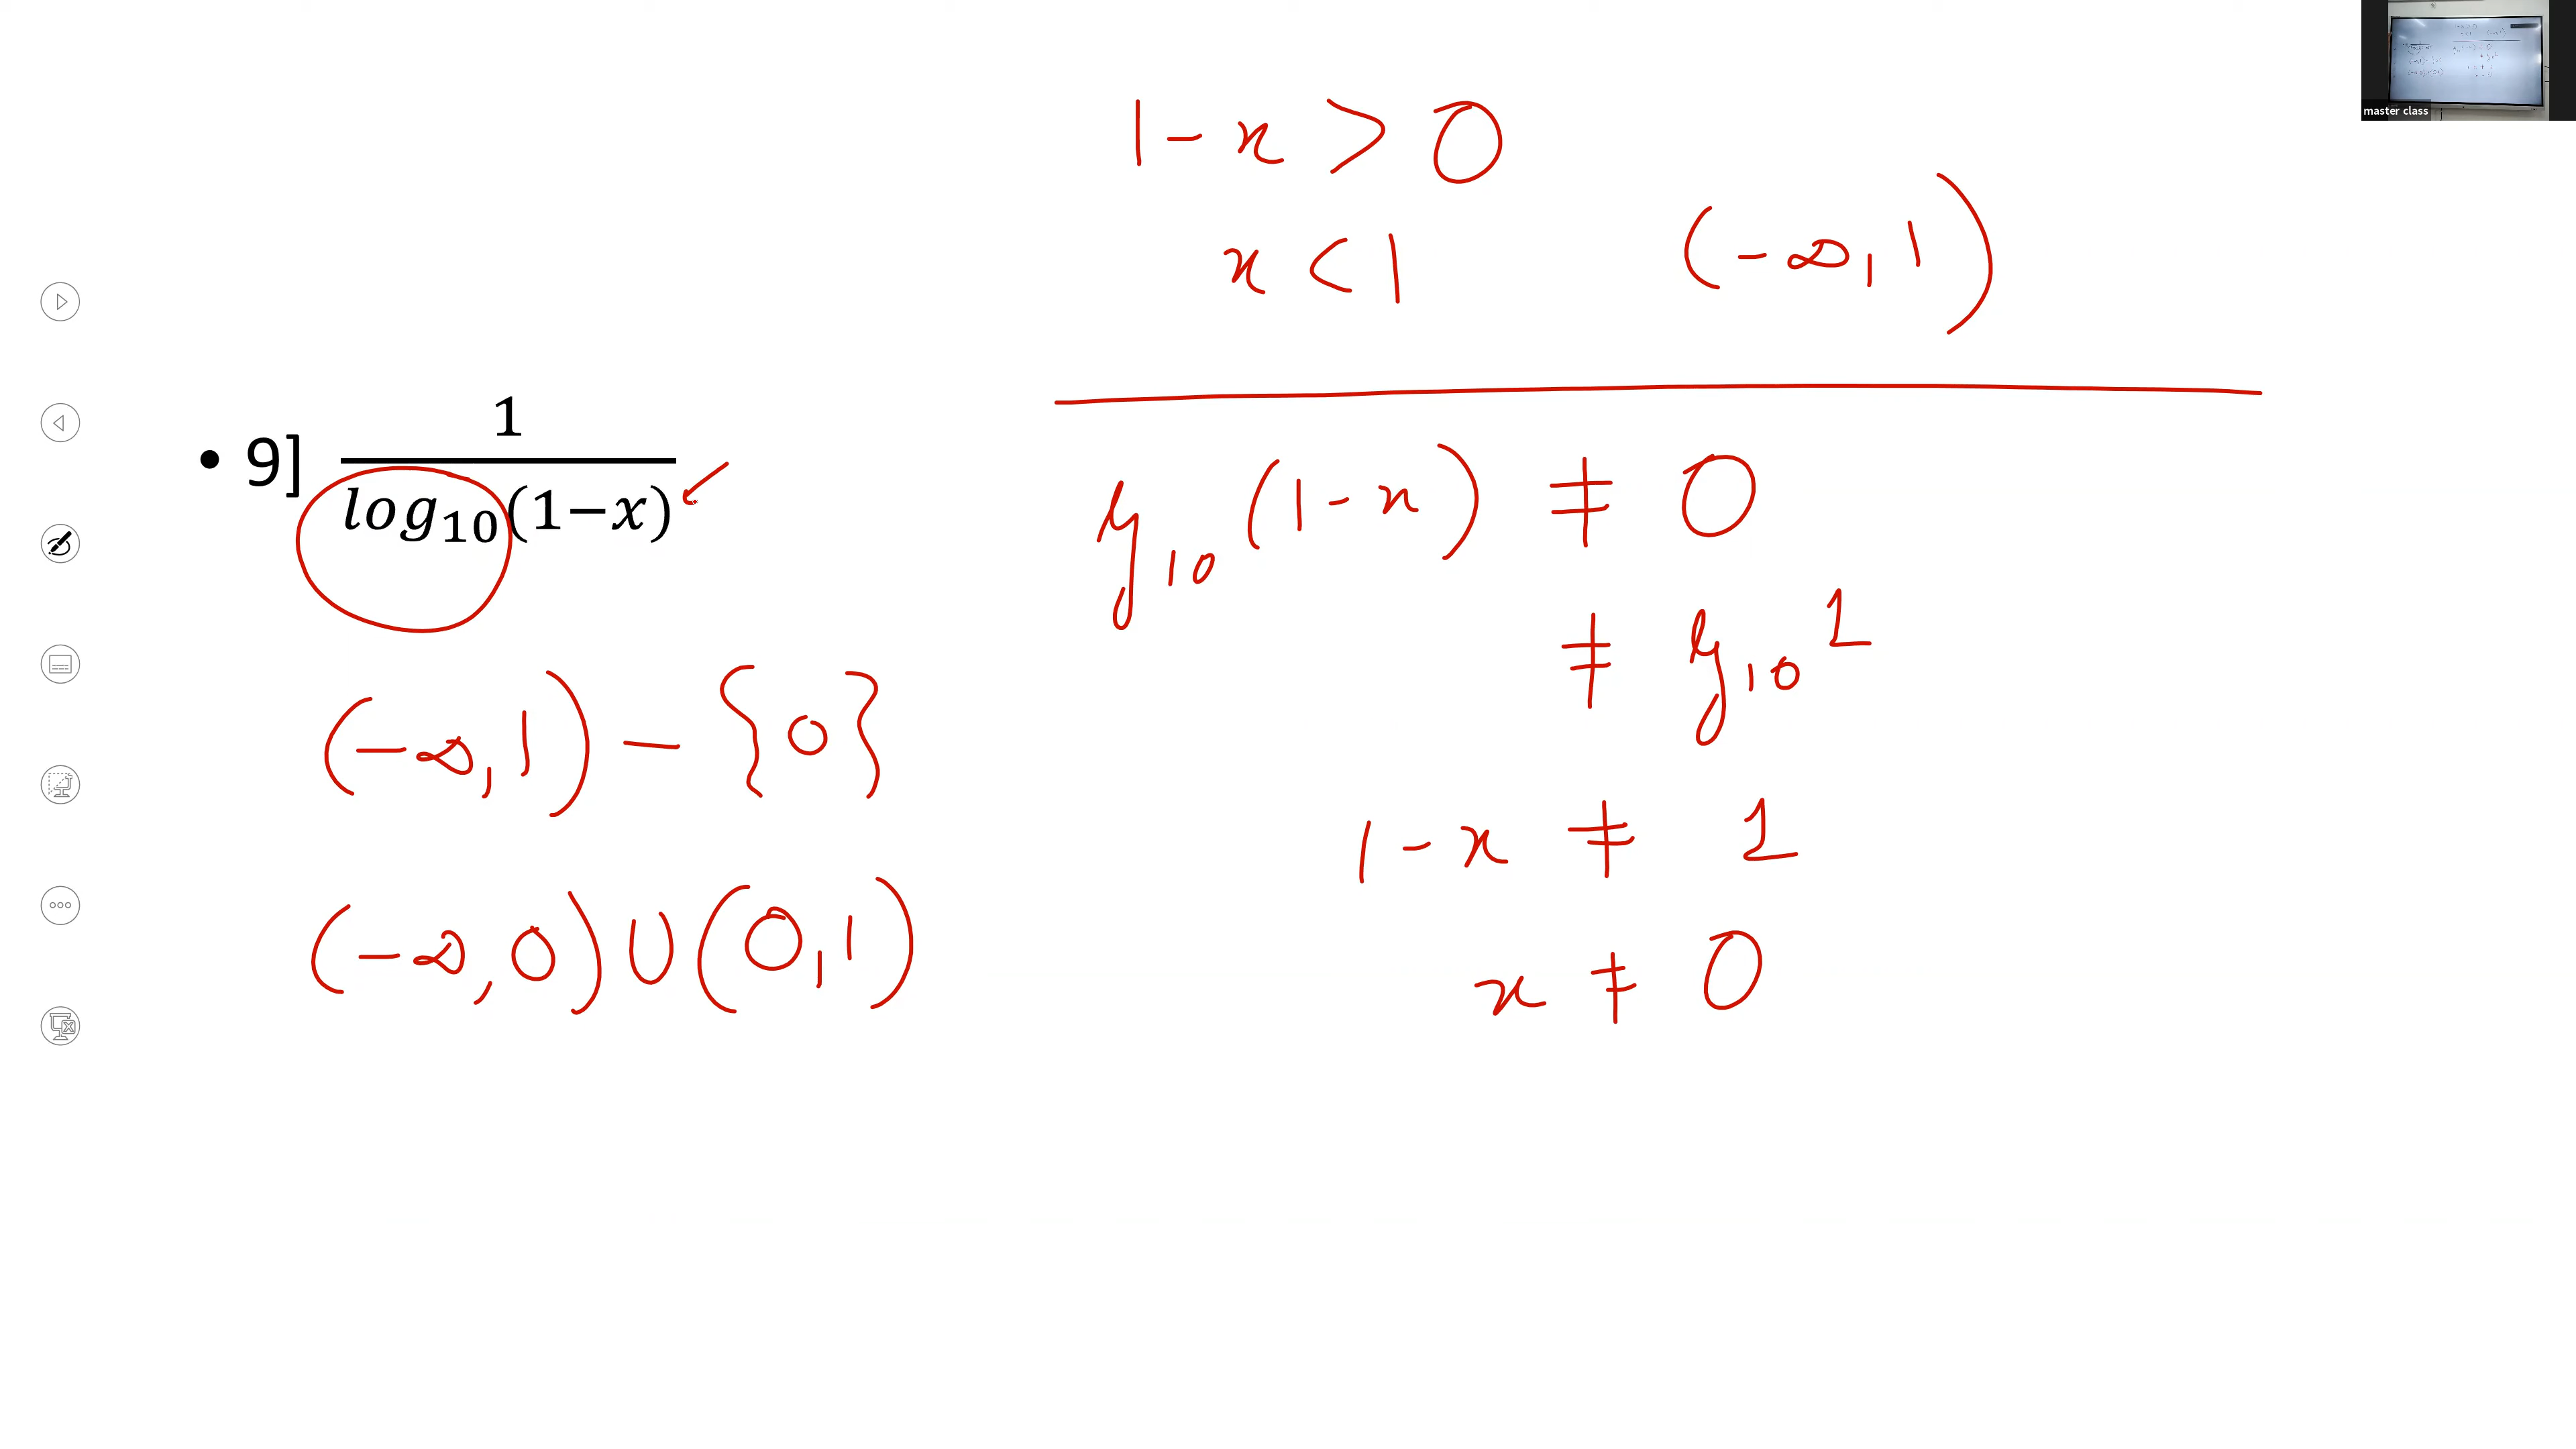 master class
1-x > 0
x < 1    (-∞, 1)
• 9] 1 / log₁₀(1−x)
(-∞, 1) - {0}
(-∞, 0) ∪ (0, 1)
log₁₀(1-x) ≠ 0
≠ log₁₀ 1
1-x ≠ 1
x ≠ 0